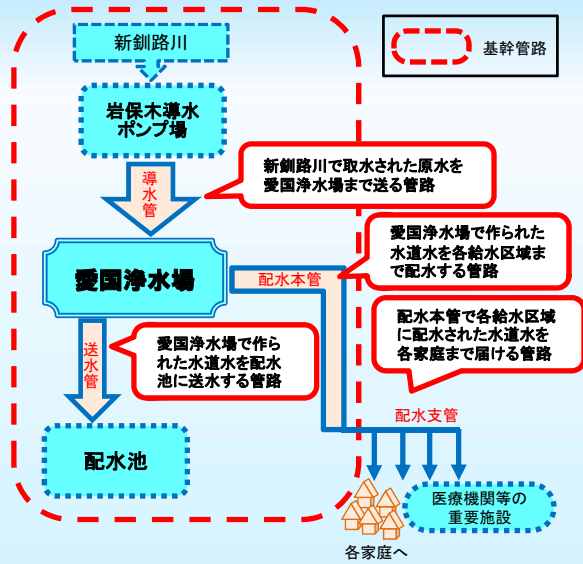 新釧路川
基幹管路
岩保木導水
ポンプ場
導水管
新釧路川で取水された原水を
愛国浄水場まで送る管路
愛国浄水場
配水本管
愛国浄水場で作られた
水道水を各給水区域ま
で配水する管路
送水管
愛国浄水場で作ら
れた水道水を配水
池に送水する管路
配水本管で各給水区域
に配水された水道水を
各家庭まで届ける管路
配水池
配水支管
各家庭へ
医療機関等の
重要施設